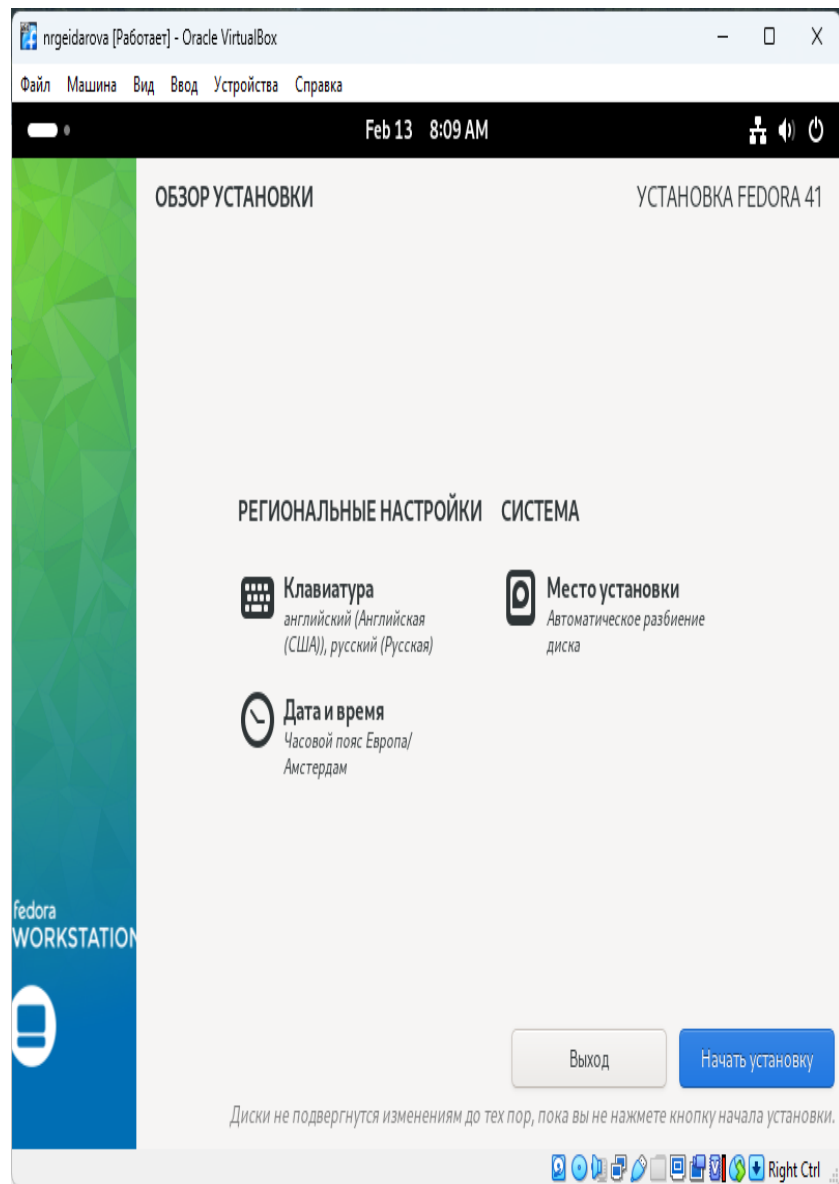 nrgeidarova [Работает] - Oracle VirtualBox
Файл Машина Вид Ввод Устройства Справка
Feb 13 8:09 AM
ОБЗОР УСТАНОВКИ
УСТАНОВКА FEDORA 41
РЕГИОНАЛЬНЫЕ НАСТРОЙКИ
Клавиатура
английский (Английская
(США)), русский (Русская)
Дата и время
Часовой пояс Европа/
Амстердам
СИСТЕМА
Место установки
Автоматическое разбиение
диска
fedora
WORKSTATION
Выход
Начать установку
Диски не подвергнутся изменениям до тех пор, пока вы не нажмете кнопку начала установки.
Right Ctrl